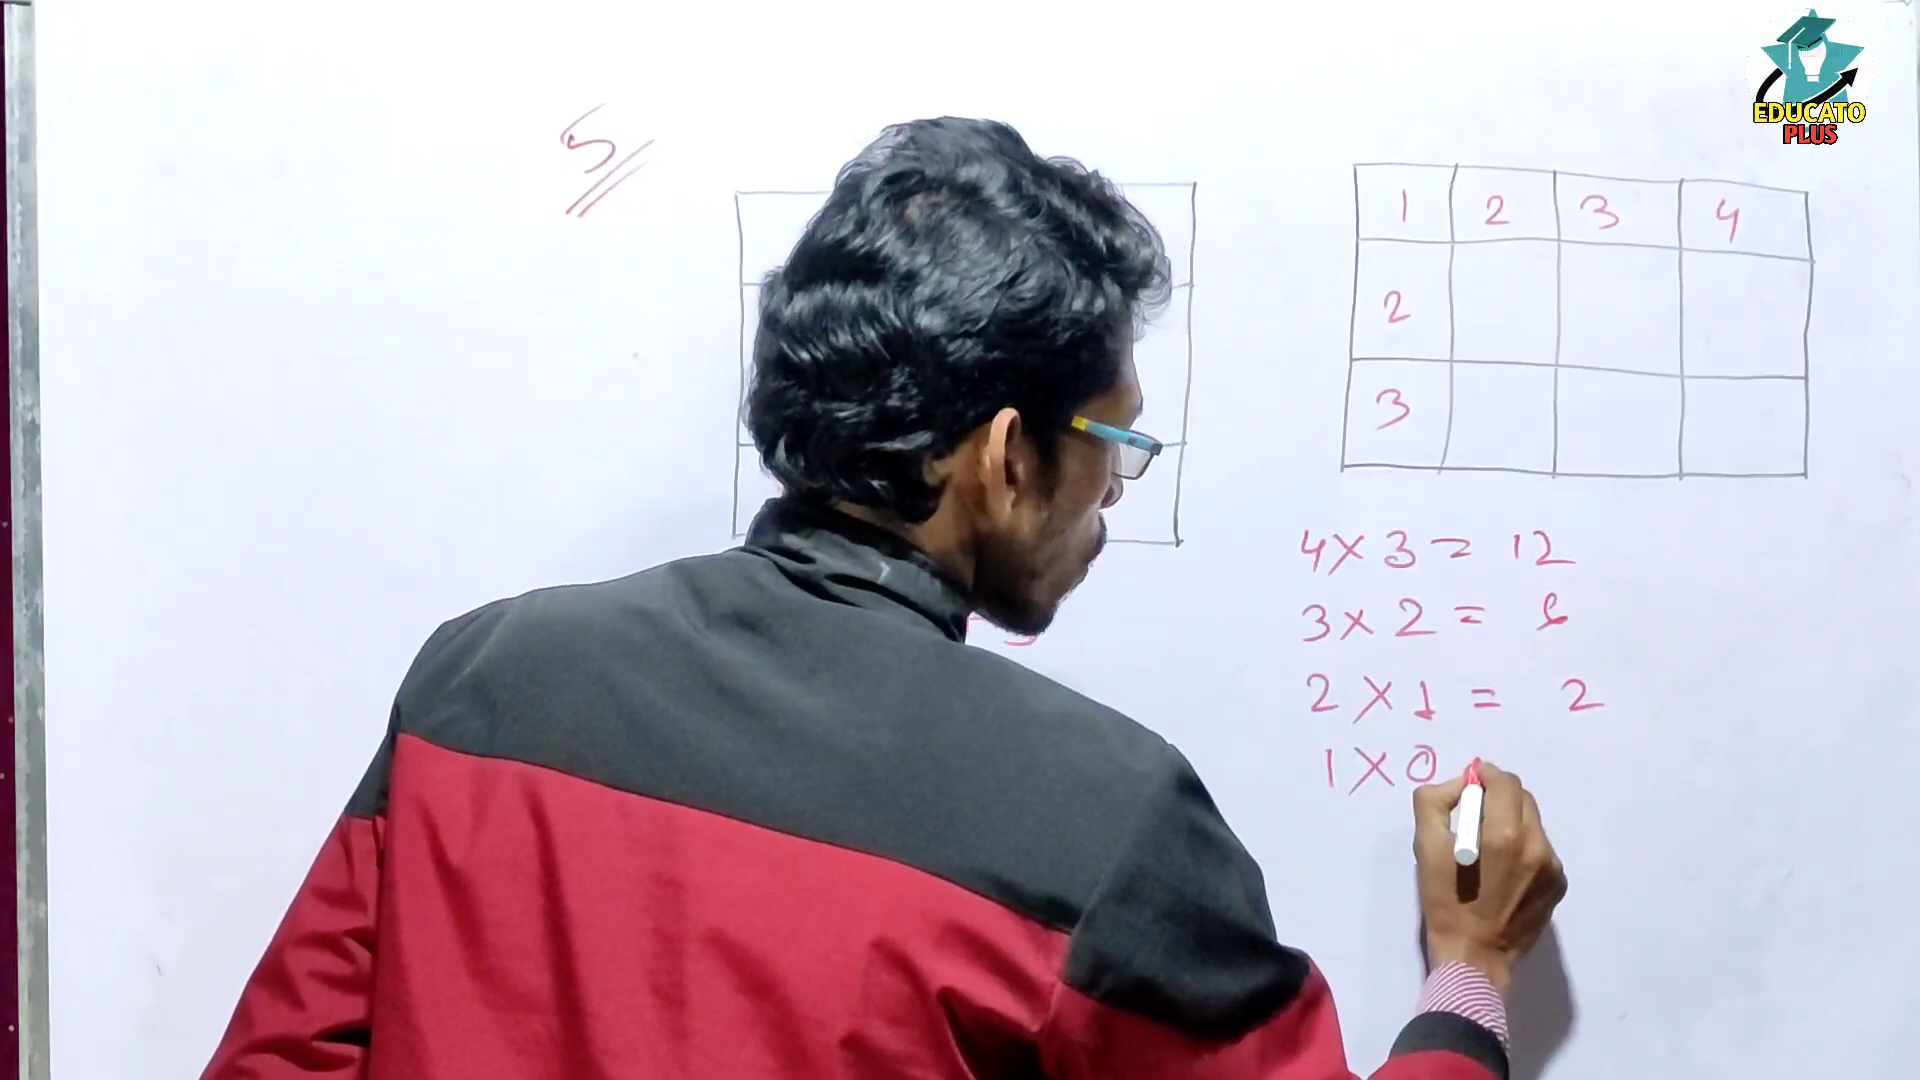 EDUCATO
PLUS
5
1 2 3 4
2
3
4 X 3 = 12
3 X 2 = 6
2 X 1 = 2
1 X 0